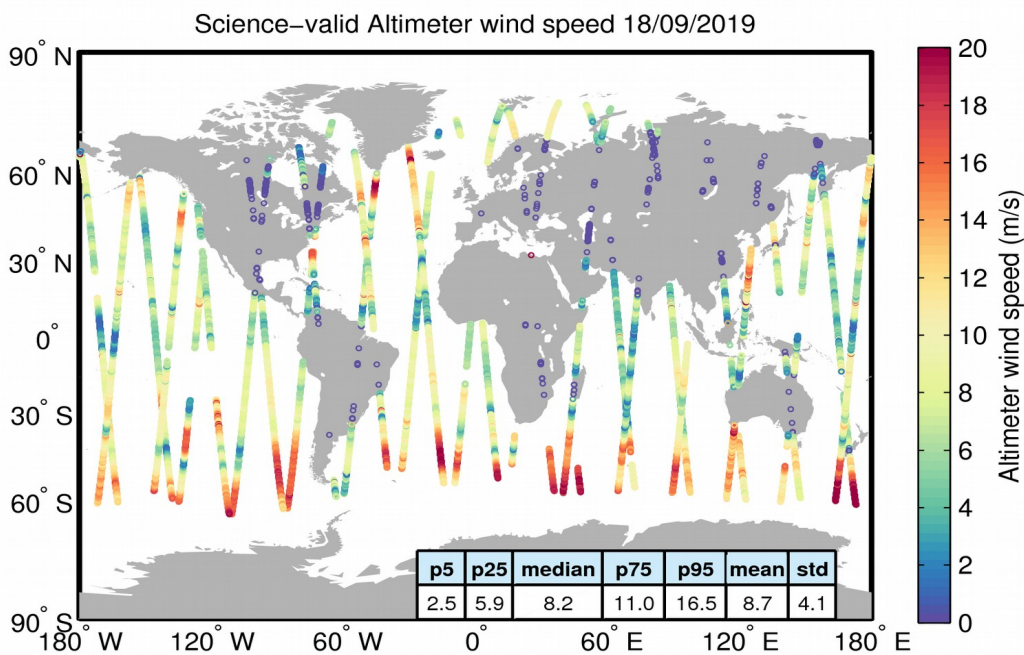 Science−valid Altimeter wind speed 18/09/2019
90° N
60° N
30° N
0°
30° S
60° S
90° S
180° W
120° W
60° W
0°
60° E
120° E
180° E
p5 p25 median p75 p95 mean std
2.5 5.9 8.2 11.0 16.5 8.7 4.1
20
18
16
14
12
10
8
6
4
2
0
Altimeter wind speed (m/s)